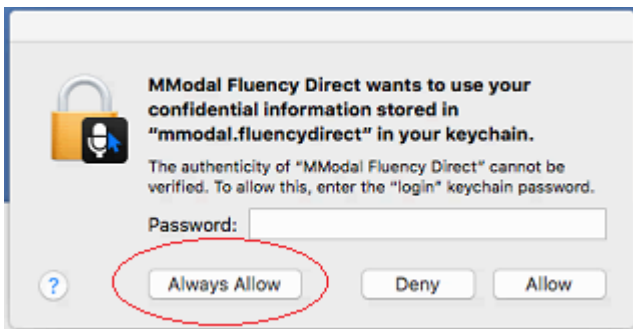 MModal Fluency Direct wants to use your
confidential information stored in
“mmodal.fluencydirect” in your keychain.
The authenticity of “MModal Fluency Direct” cannot be
verified. To allow this, enter the “login” keychain password.
Password:
? Always Allow Deny Allow